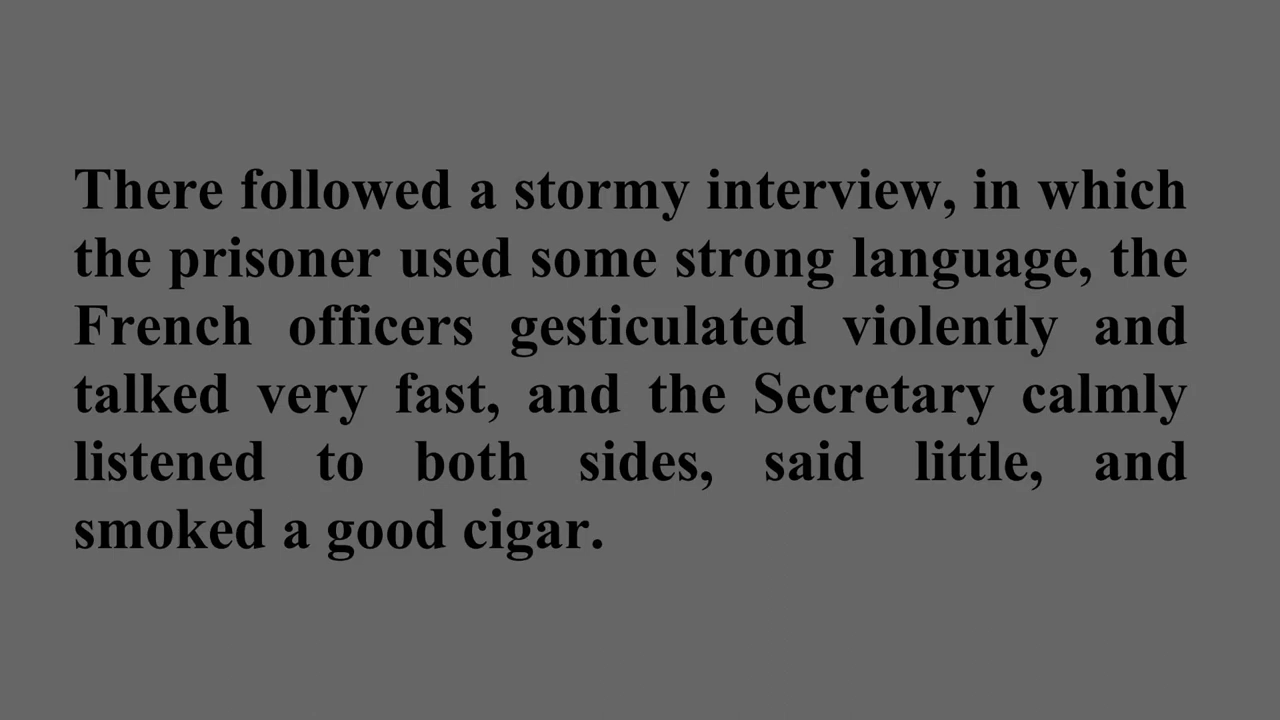 There followed a stormy interview, in which
the prisoner used some strong language, the
French officers gesticulated violently and
talked very fast, and the Secretary calmly
listened to both sides, said little, and
smoked a good cigar.